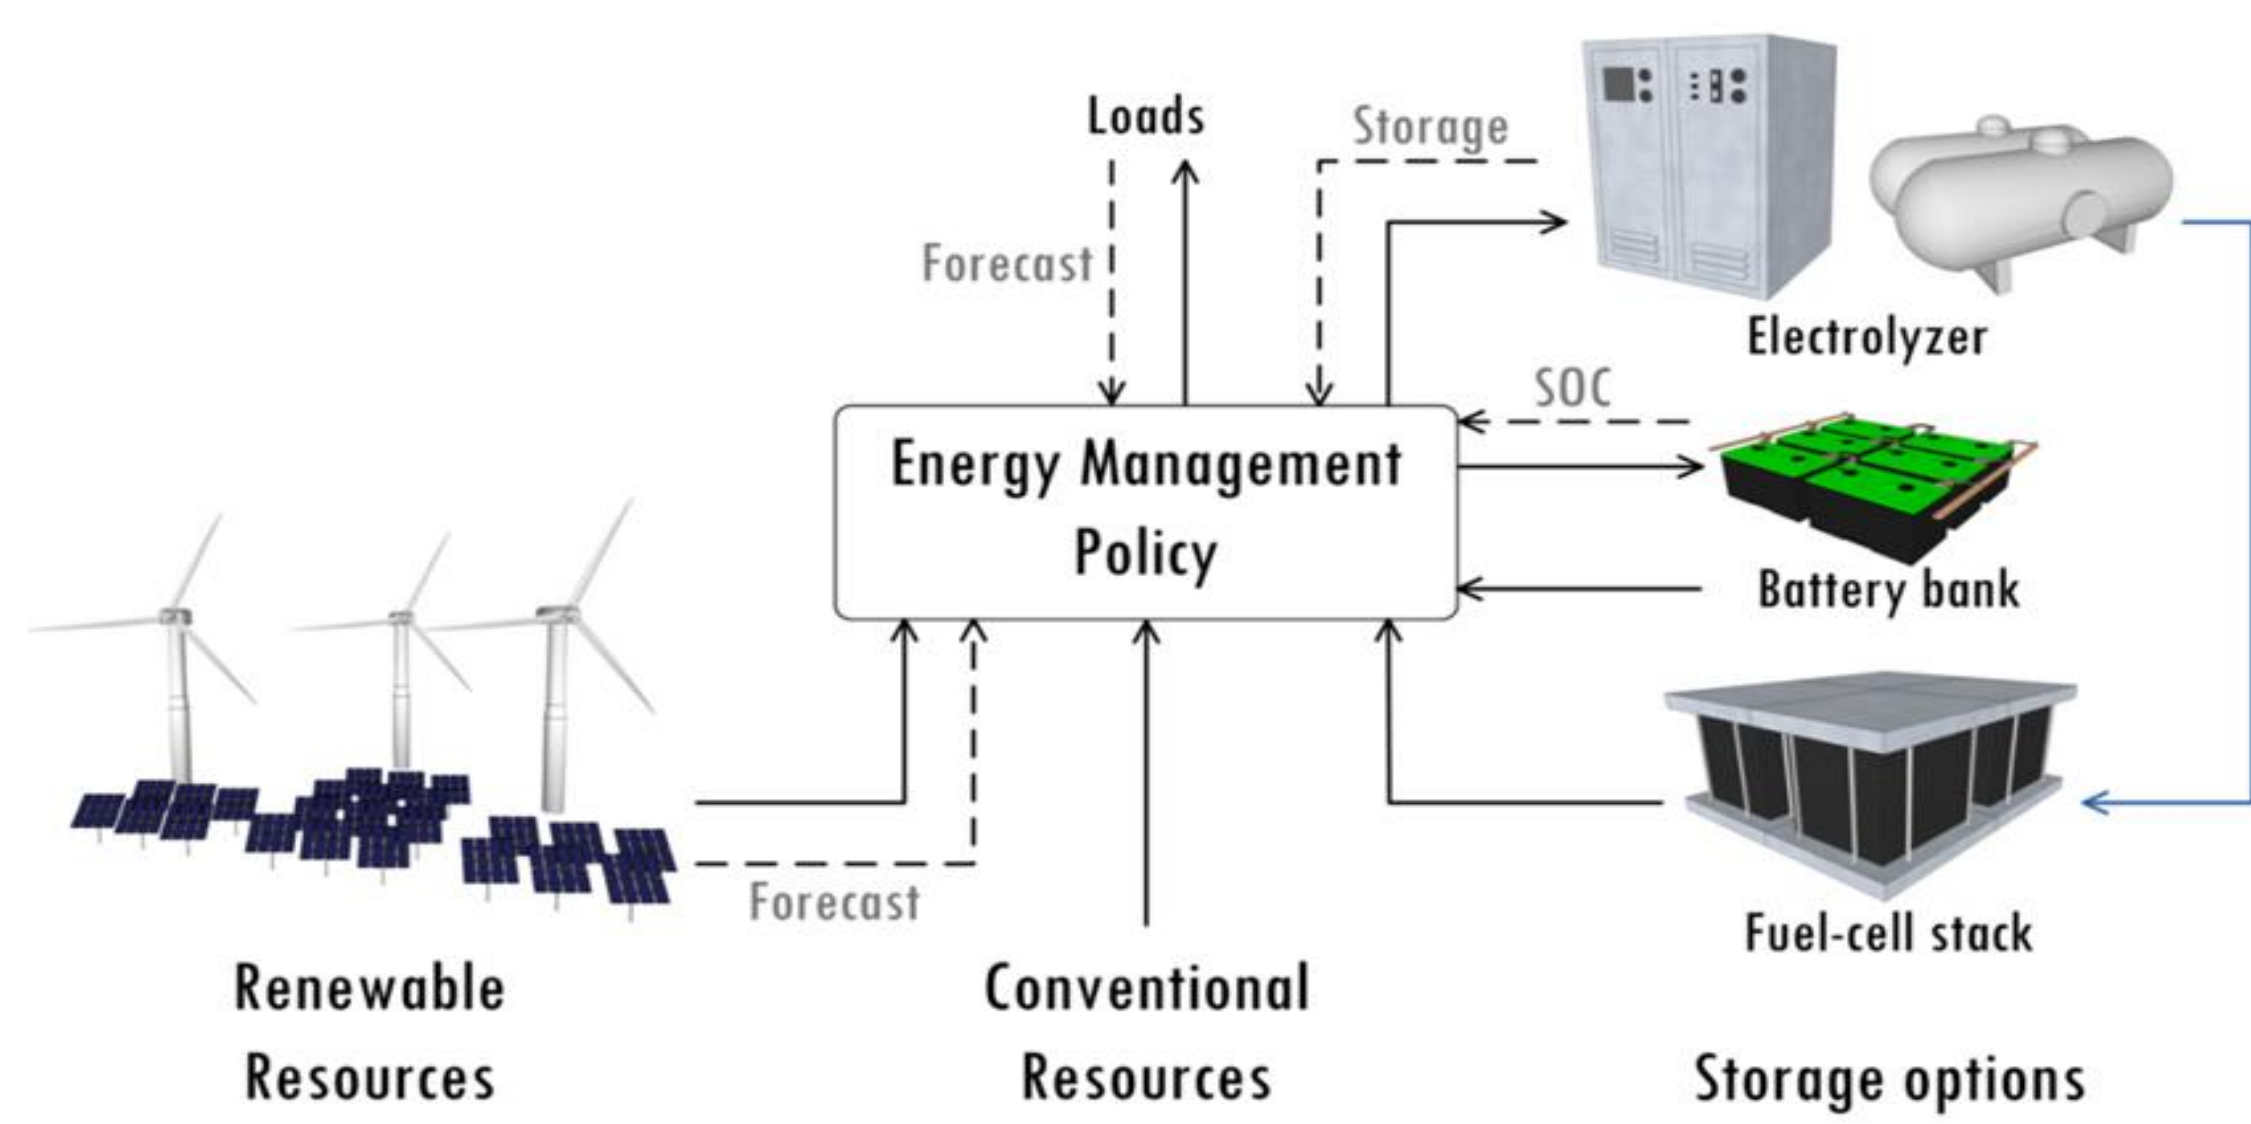 Loads
Storage
Forecast
Electrolyzer
SOC
Energy Management
Policy
Battery bank
Forecast
Fuel-cell stack
Renewable
Resources
Conventional
Resources
Storage options